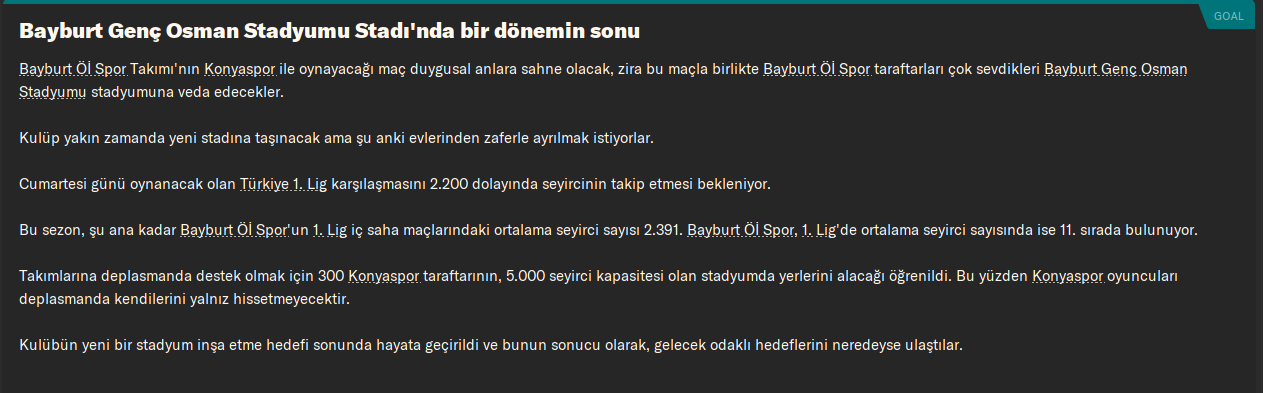 GOAL
Bayburt Genç Osman Stadyumu Stadı'nda bir dönemin sonu
Bayburt Öİ Spor Takımı'nın Konyaspor ile oynayacağı maç duygusal anlara sahne olacak, zira bu maçla birlikte Bayburt Öİ Spor taraftarları çok sevdikleri Bayburt Genç Osman
Stadyumu stadyumuna veda edecekler.
Kulüp yakın zamanda yeni stadına taşınacak ama şu anki evlerinden zaferle ayrılmak istiyorlar.
Cumartesi günü oynanacak olan Türkiye 1. Lig karşılaşmasını 2.200 dolayında seyircinin takip etmesi bekleniyor.
Bu sezon, şu ana kadar Bayburt Öİ Spor'un 1. Lig iç saha maçlarındaki ortalama seyirci sayısı 2.391. Bayburt Öİ Spor, 1. Lig'de ortalama seyirci sayısında ise 11. sırada bulunuyor.
Takımlarına deplasmanda destek olmak için 300 Konyaspor taraftarının, 5.000 seyirci kapasitesi olan stadyumda yerlerini alacağı öğrenildi. Bu yüzden Konyaspor oyuncuları
deplasmanda kendilerini yalnız hissetmeyecektir.
Kulübün yeni bir stadyum inşa etme hedefi sonunda hayata geçirildi ve bunun sonucu olarak, gelecek odaklı hedeflerini neredeyse ulaştılar.